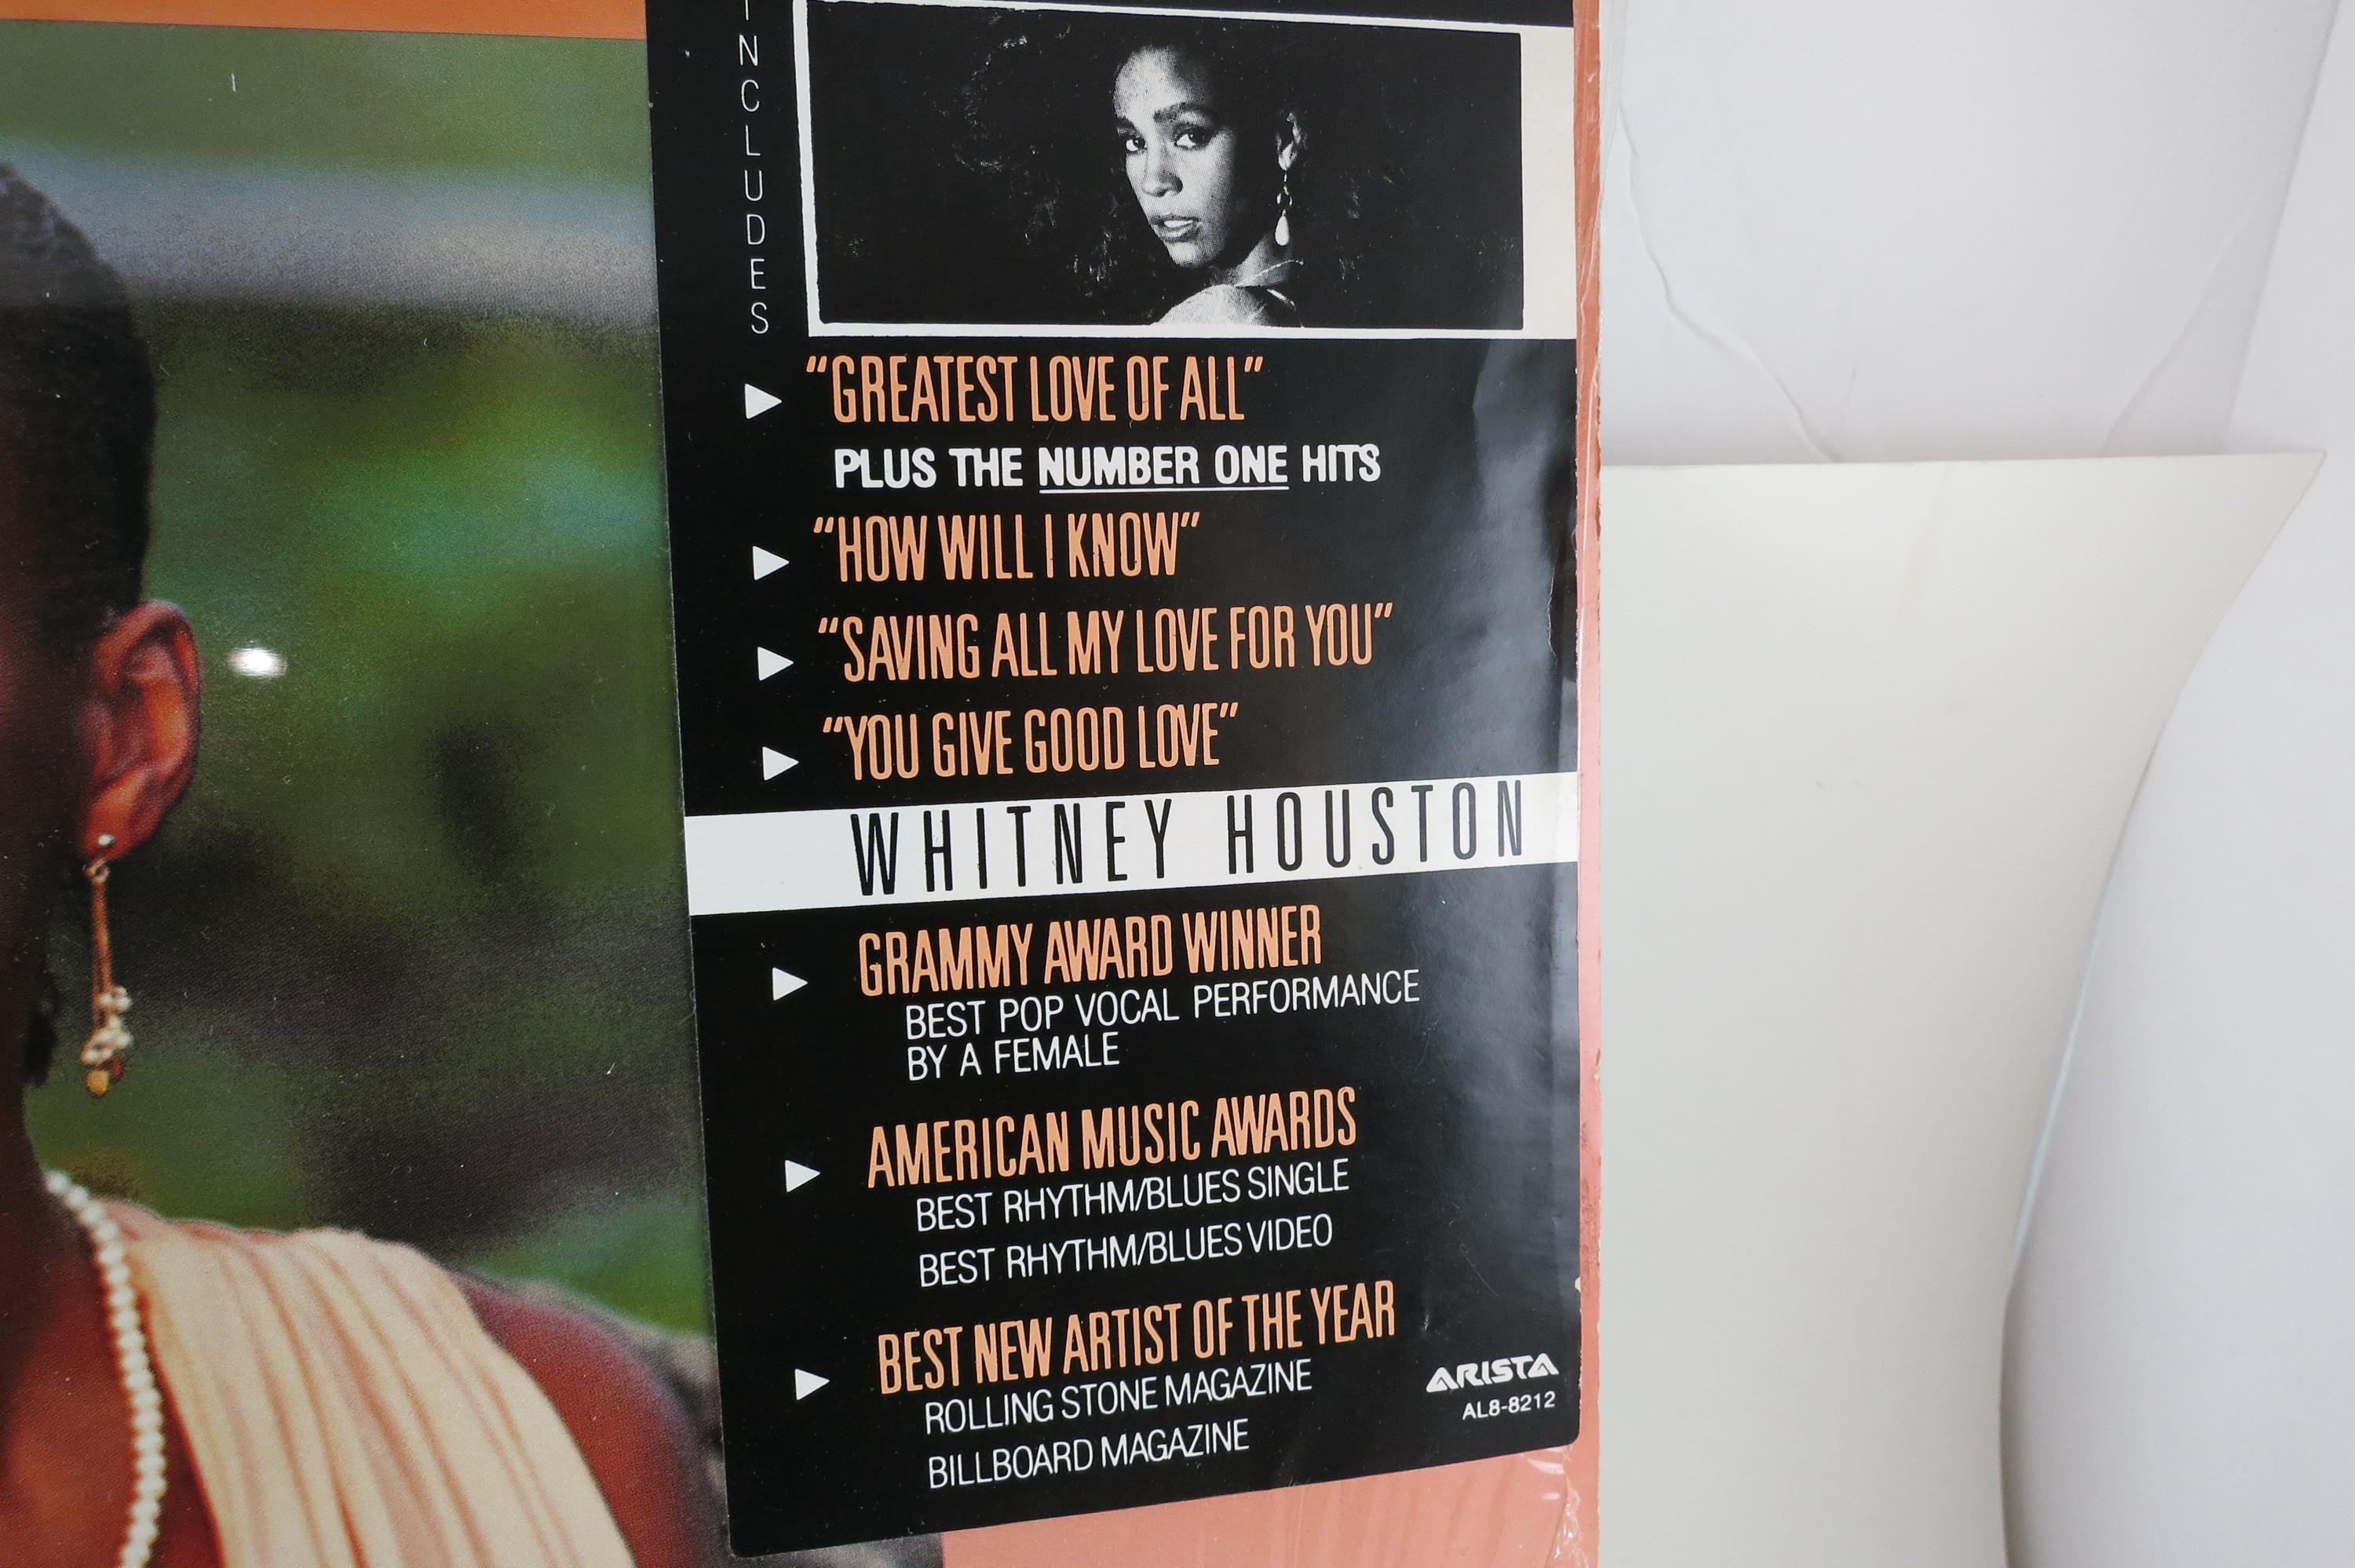 INCLUDES
"GREATEST LOVE OF ALL"
PLUS THE NUMBER ONE HITS
"HOW WILL I KNOW"
"SAVING ALL MY LOVE FOR YOU"
"YOU GIVE GOOD LOVE"
WHITNEY HOUSTON
GRAMMY AWARD WINNER
BEST POP VOCAL PERFORMANCE
BY A FEMALE
AMERICAN MUSIC AWARDS
BEST RHYTHM/BLUES SINGLE
BEST RHYTHM/BLUES VIDEO
BEST NEW ARTIST OF THE YEAR
ROLLING STONE MAGAZINE
BILLBOARD MAGAZINE
ARISTA
AL8-8212